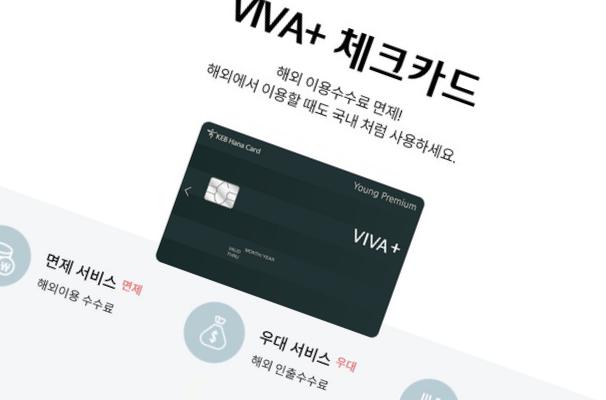 VIVA+ 체크카드
해외 이용수수료 면제!
해외에서 이용할 때도 국내 처럼 사용하세요.
KEB Hana Card
Young Premium
VIVA+
VALID THRU
MONTH/YEAR
면제 서비스 면제
해외이용 수수료
우대 서비스 우대
해외 인출수수료